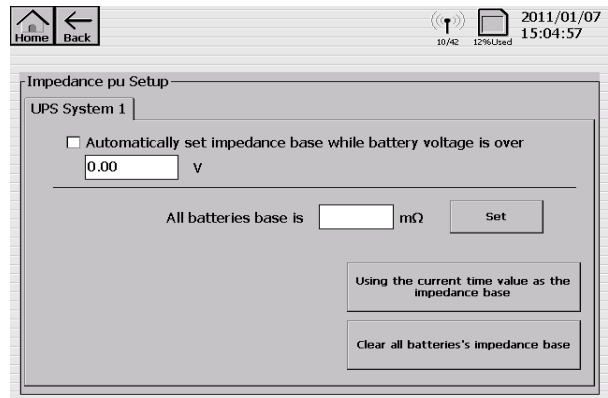 Home Back
10/42 12%Used
2011/01/07
15:04:57
Impedance pu Setup
UPS System 1
Automatically set impedance base while battery voltage is over
0.00 V
All batteries base is mΩ Set
Using the current time value as the
impedance base
Clear all batteries's impedance base